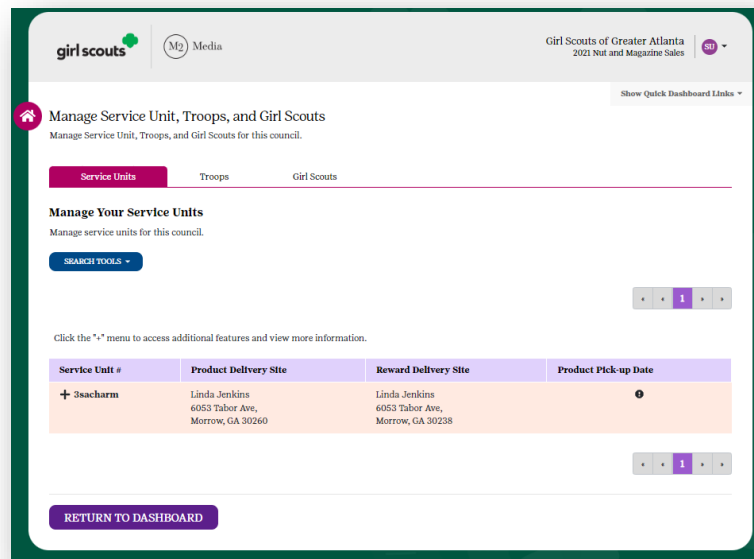 girl scouts
M2 Media
Girl Scouts of Greater Atlanta
2021 Nut and Magazine Sales
SU
Show Quick Dashboard Links
Manage Service Unit, Troops, and Girl Scouts
Manage Service Unit, Troops, and Girl Scouts for this council.
Service Units Troops Girl Scouts
Manage Your Service Units
Manage service units for this council.
SEARCH TOOLS
1
Click the "+" menu to access additional features and view more information.
Service Unit # Product Delivery Site Reward Delivery Site Product Pick-up Date
3sacharm Linda Jenkins Linda Jenkins
6053 Tabor Ave, 6053 Tabor Ave,
Morrow, GA 30260 Morrow, GA 30238
1
RETURN TO DASHBOARD